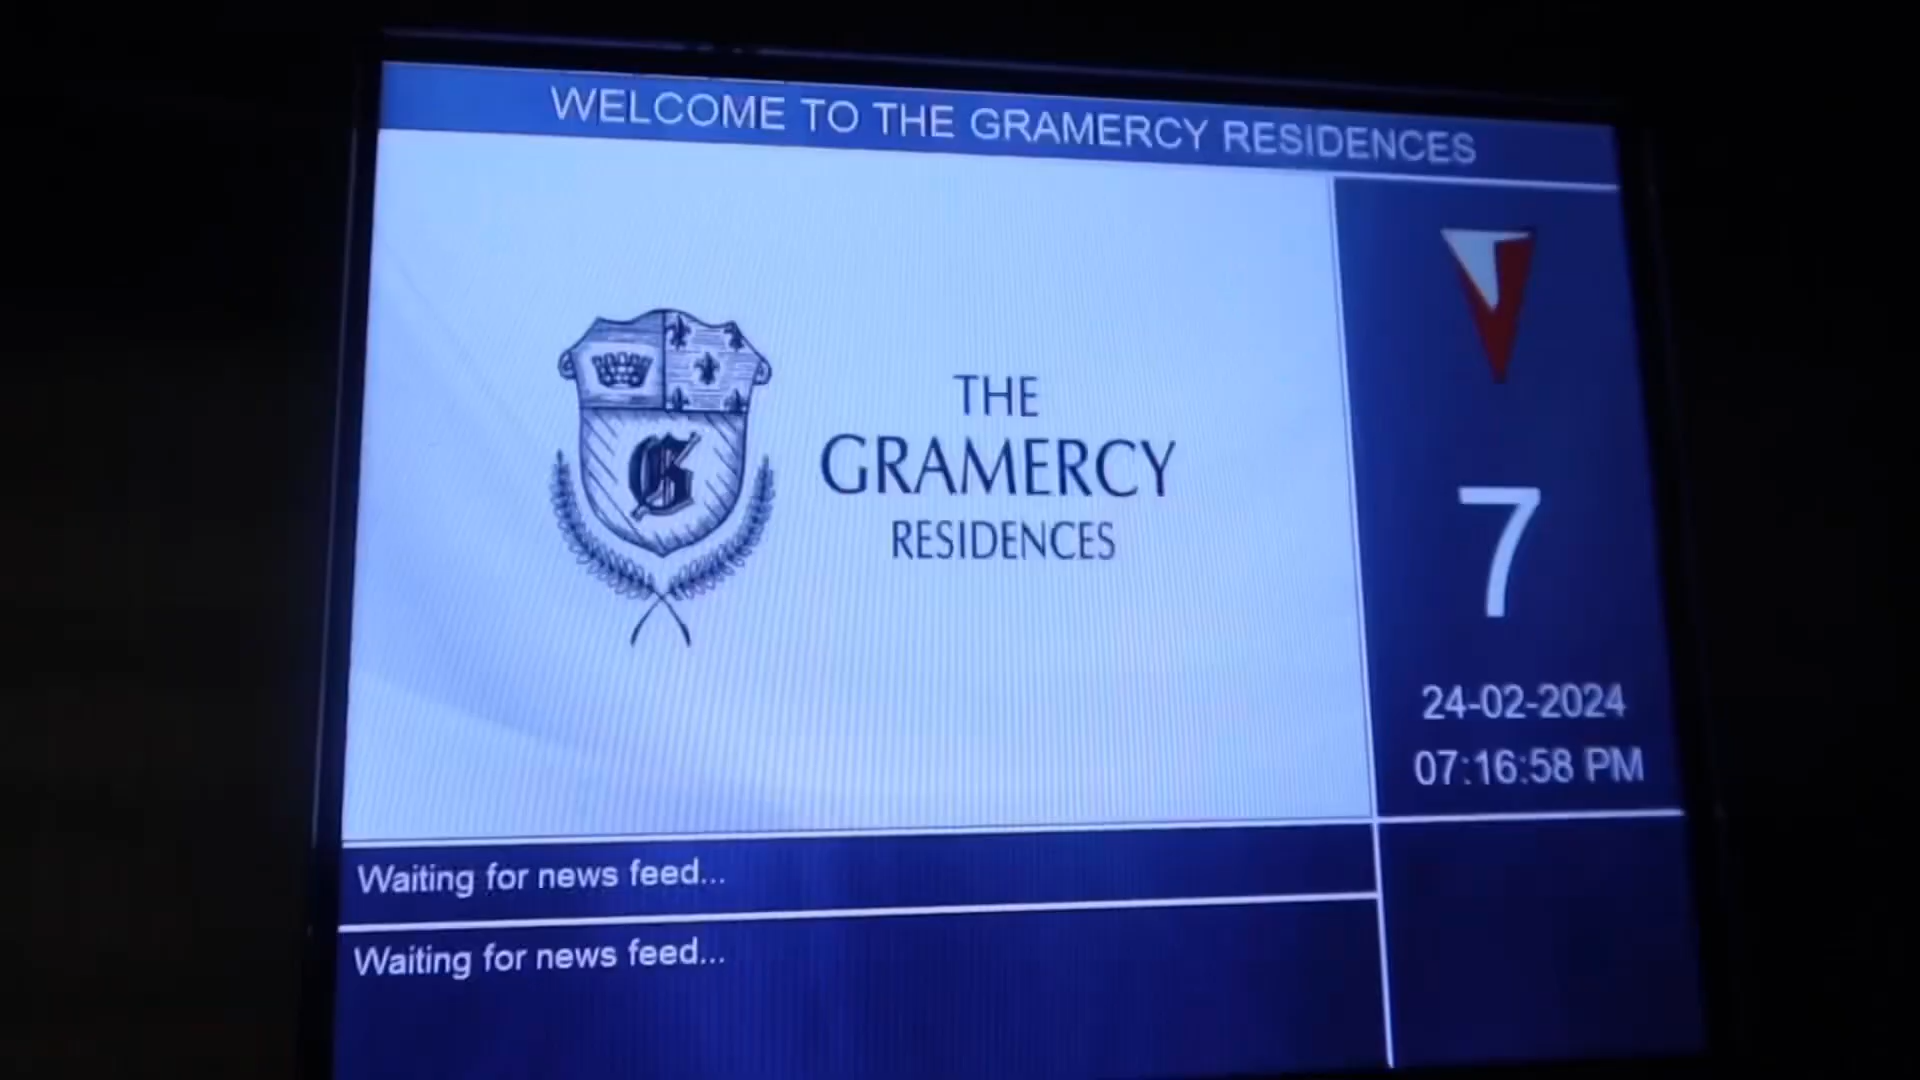 WELCOME TO THE GRAMERCY RESIDENCES
G
THE
GRAMERCY
RESIDENCES
7
24-02-2024
07:16:58 PM
Waiting for news feed...
Waiting for news feed...